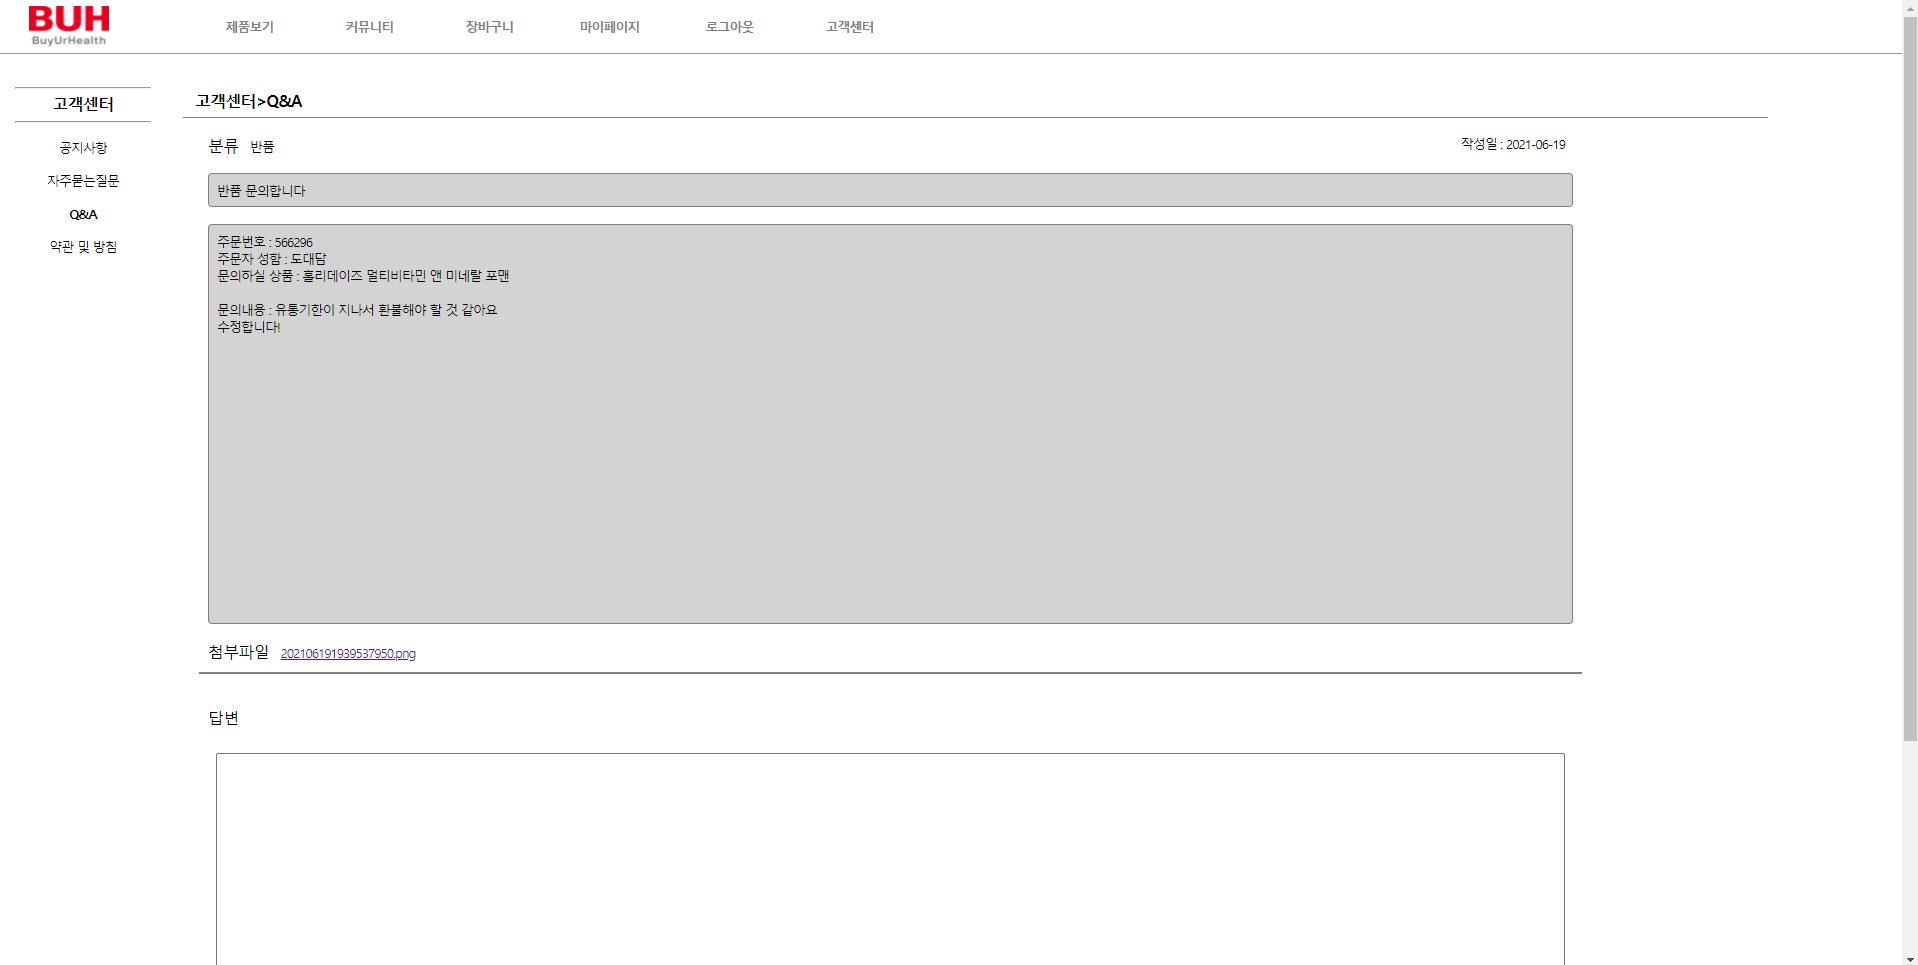 BUH
BuyUrHealth
제품보기
커뮤니티
장바구니
마이페이지
로그아웃
고객센터
고객센터
공지사항
자주묻는질문
Q&A
약관 및 방침
고객센터>Q&A
분류 반품
작성일 : 2021-06-19
반품 문의합니다
주문번호 : 566296
주문자 성함 : 도대담
문의하실 상품 : 홀리데이즈 멀티비타민 앤 미네랄 포맨
문의내용 : 유통기한이 지나서 환불해야 할 것 같아요
수정합니다!
첨부파일 202106191939537950.png
답변